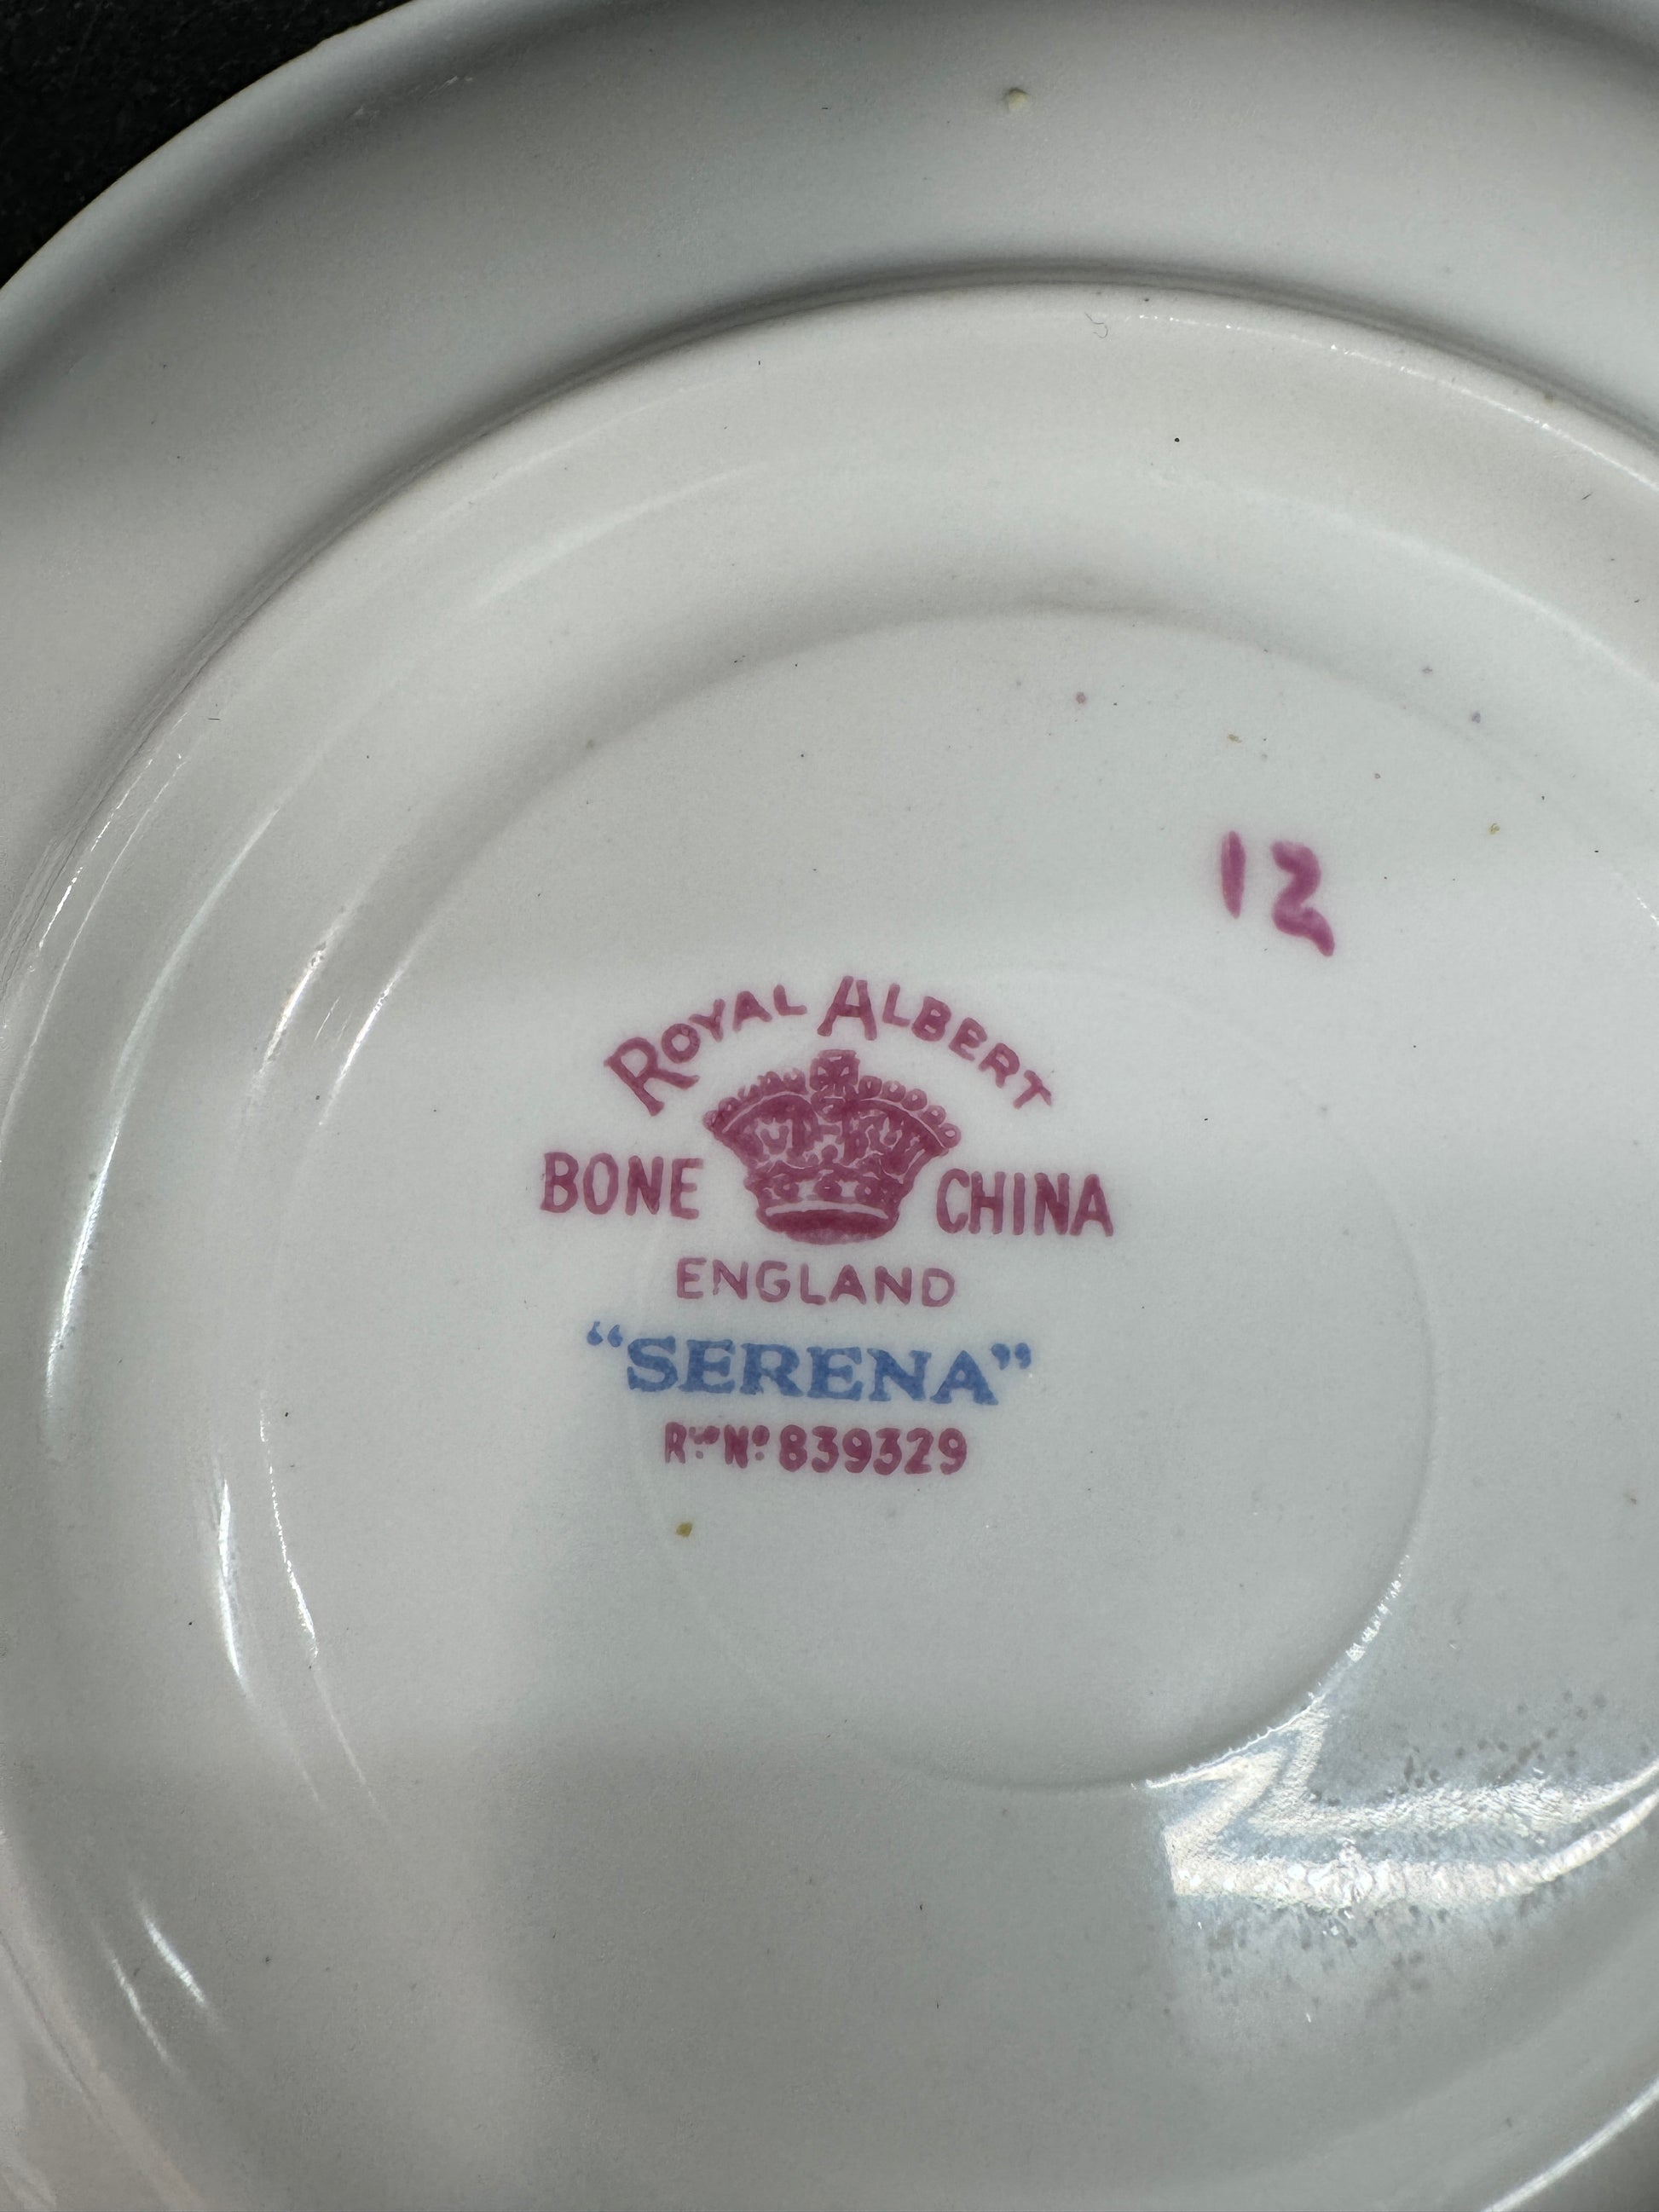 12
ROYAL ALBERT
BONE CHINA
ENGLAND
“SERENA”
Rᴰ Nº 839329